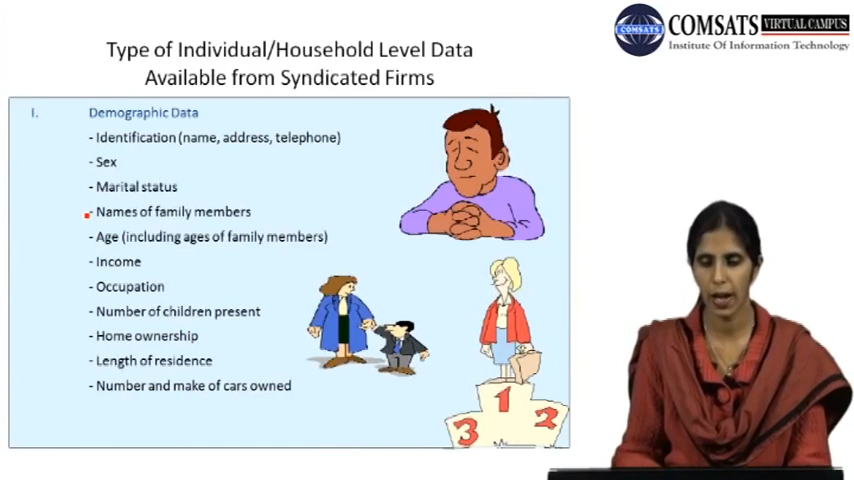 COMSATS VIRTUAL CAMPUS
COMSATS
Institute Of Information Technology
Type of Individual/Household Level Data
Available from Syndicated Firms
I. Demographic Data
- Identification (name, address, telephone)
- Sex
- Marital status
- Names of family members
- Age (including ages of family members)
- Income
- Occupation
- Number of children present
- Home ownership
- Length of residence
- Number and make of cars owned
1
2
3